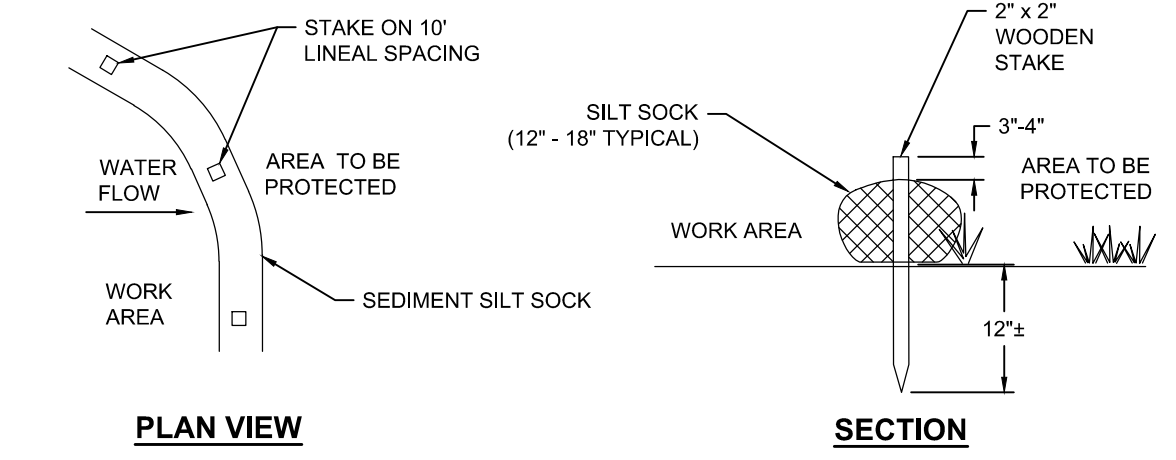 STAKE ON 10'
LINEAL SPACING
WATER
FLOW
AREA TO BE
PROTECTED
WORK
AREA
SEDIMENT SILT SOCK
PLAN VIEW
2" x 2"
WOODEN
STAKE
SILT SOCK
(12" - 18" TYPICAL)
3"-4"
AREA TO BE
PROTECTED
WORK AREA
12"±
SECTION